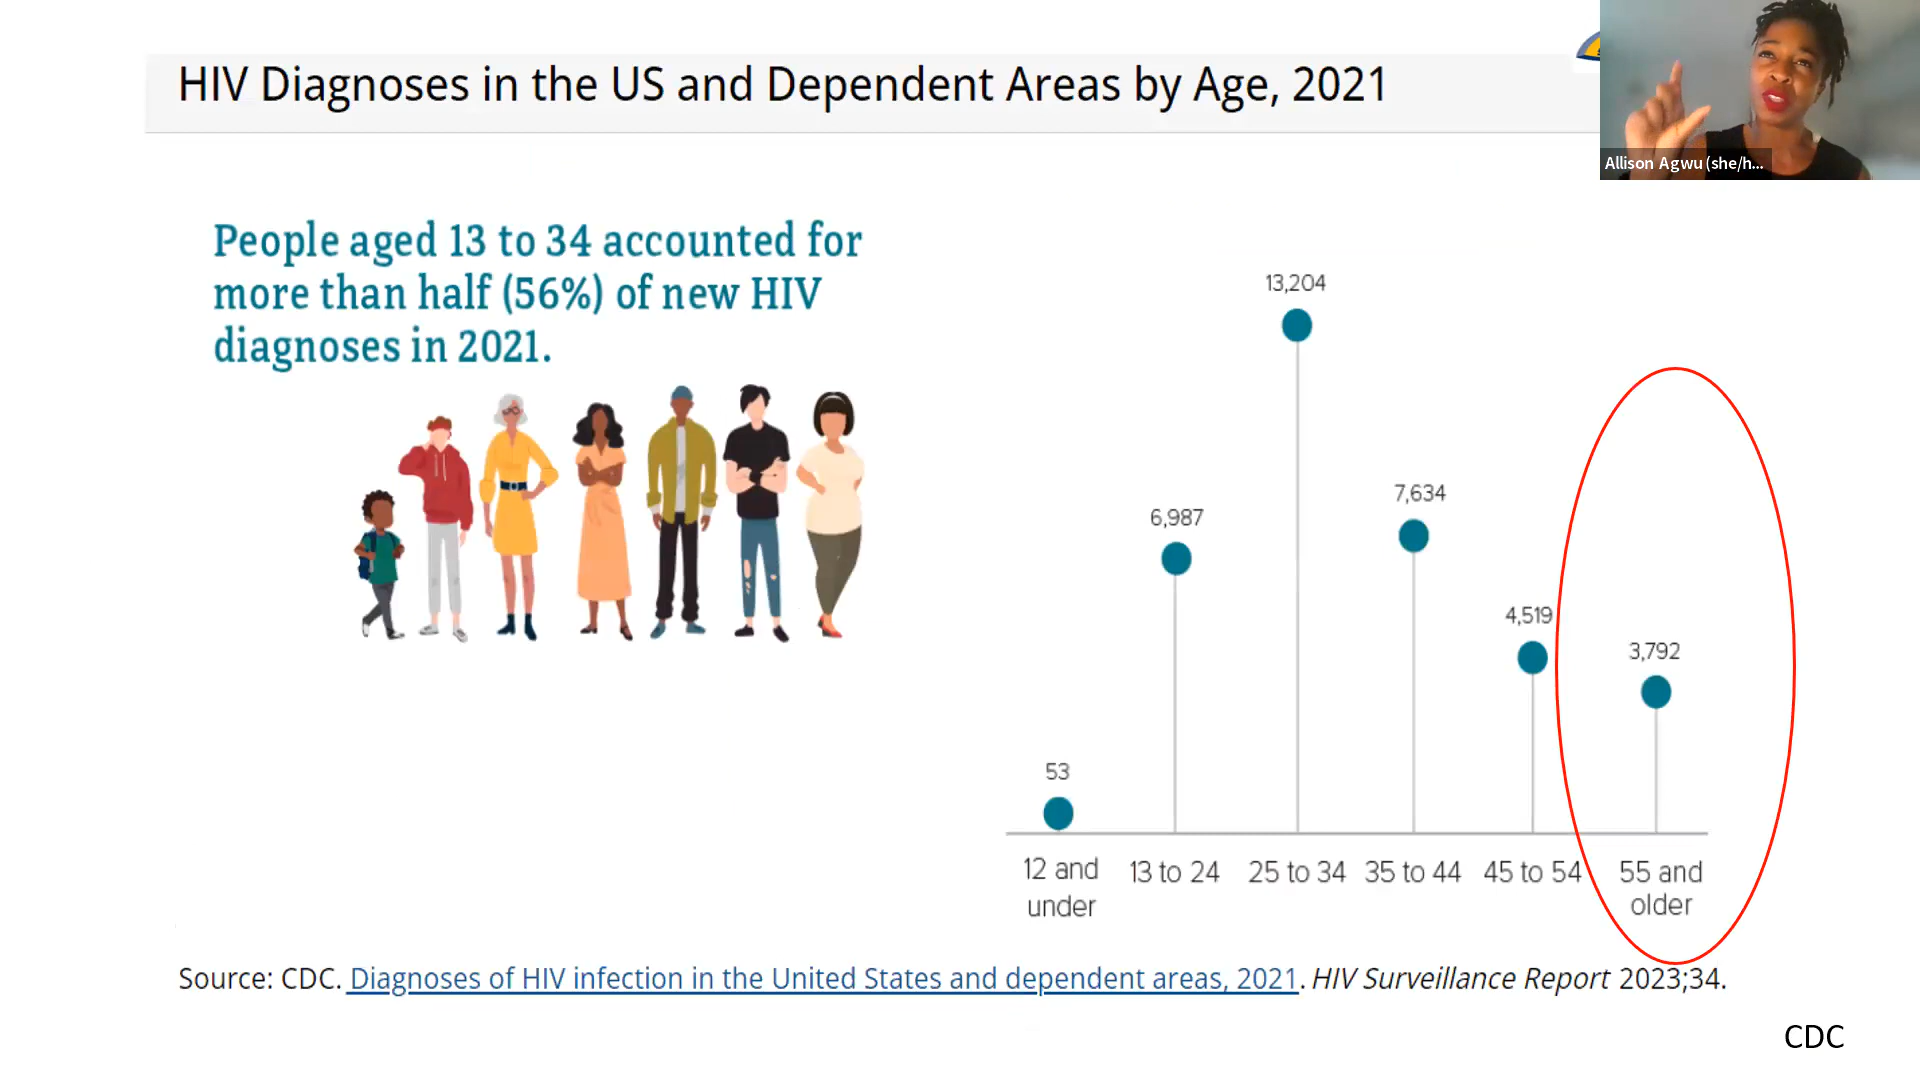 HIV Diagnoses in the US and Dependent Areas by Age, 2021
Allison Agwu (she/h...
People aged 13 to 34 accounted for
more than half (56%) of new HIV
diagnoses in 2021.
13,204
7,634
6,987
4,519
3,792
53
12 and
under
13 to 24
25 to 34
35 to 44
45 to 54
55 and
older
Source: CDC. Diagnoses of HIV infection in the United States and dependent areas, 2021. HIV Surveillance Report 2023;34.
CDC